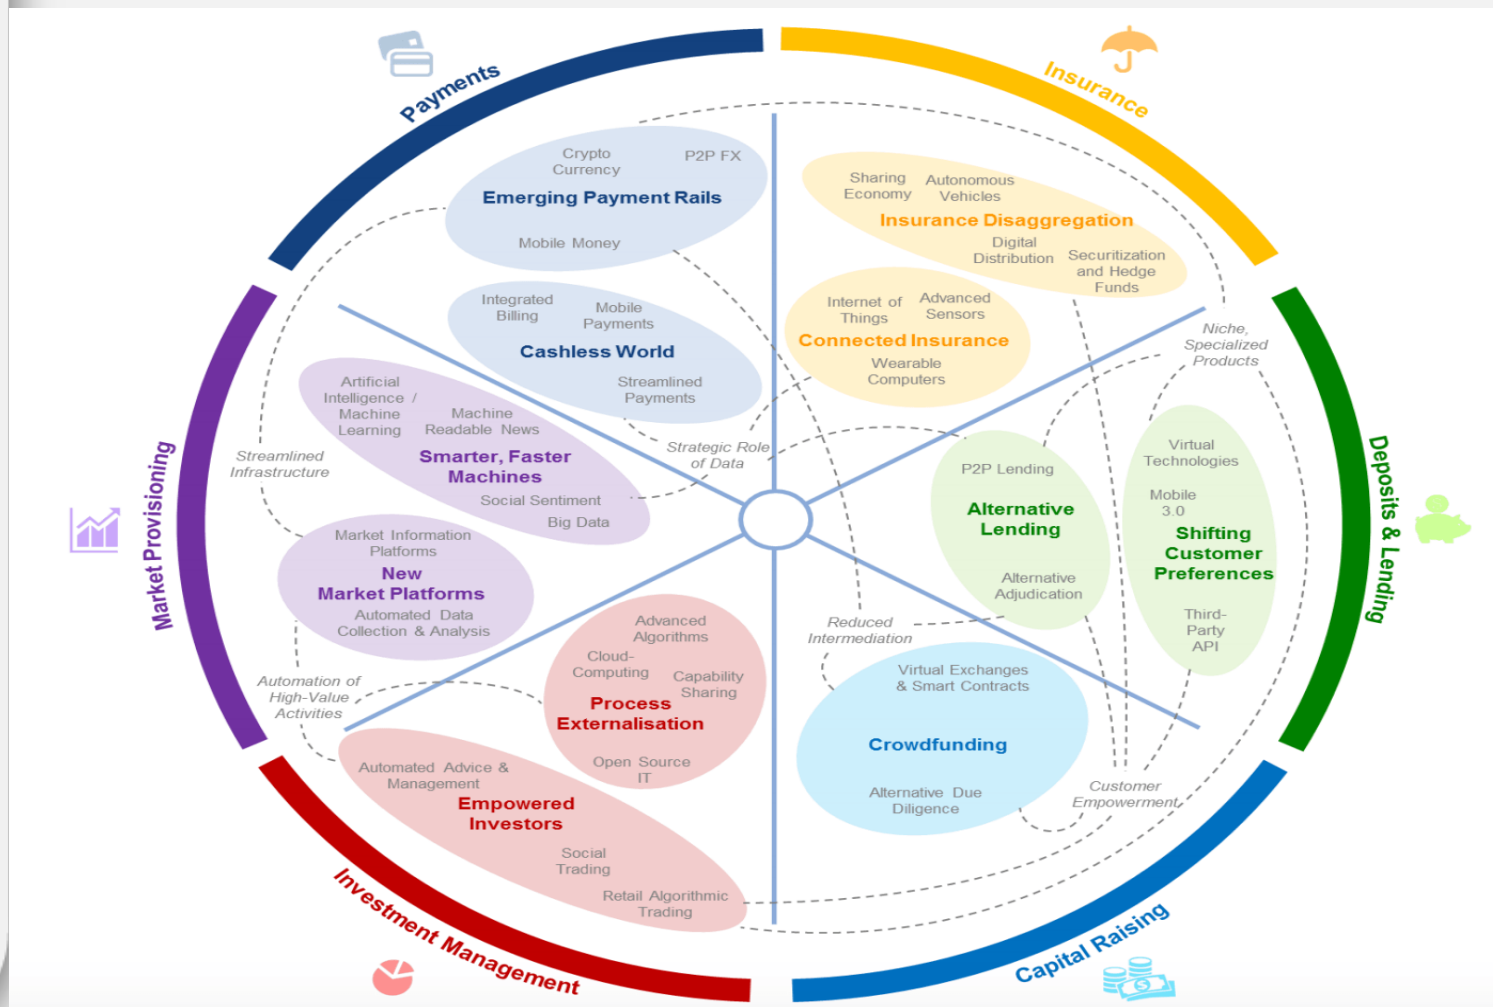 Payments
Crypto
Currency
P2P FX
Emerging Payment Rails
Mobile Money
Integrated
Billing
Mobile
Payments
Cashless World
Streamlined
Payments
Insurance
Sharing
Economy
Autonomous
Vehicles
Insurance Disaggregation
Digital
Distribution
Securitization
and Hedge
Funds
Internet of
Things
Advanced
Sensors
Connected Insurance
Wearable
Computers
Niche,
Specialized
Products
Deposits & Lending
P2P Lending
Alternative
Lending
Alternative
Adjudication
Virtual
Technologies
Mobile
3.0
Shifting
Customer
Preferences
Third-
Party
API
Market Provisioning
Artificial
Intelligence /
Machine
Learning
Machine
Readable News
Smarter, Faster
Machines
Social Sentiment
Big Data
Strategic Role
of Data
Streamlined
Infrastructure
Market Information
Platforms
New
Market Platforms
Automated Data
Collection & Analysis
Automation of
High-Value
Activities
Investment Management
Advanced
Algorithms
Cloud-
Computing
Capability
Sharing
Process
Externalisation
Open Source
IT
Automated Advice &
Management
Empowered
Investors
Social
Trading
Retail Algorithmic
Trading
Reduced
Intermediation
Capital Raising
Virtual Exchanges
& Smart Contracts
Crowdfunding
Alternative Due
Diligence
Customer
Empowerment